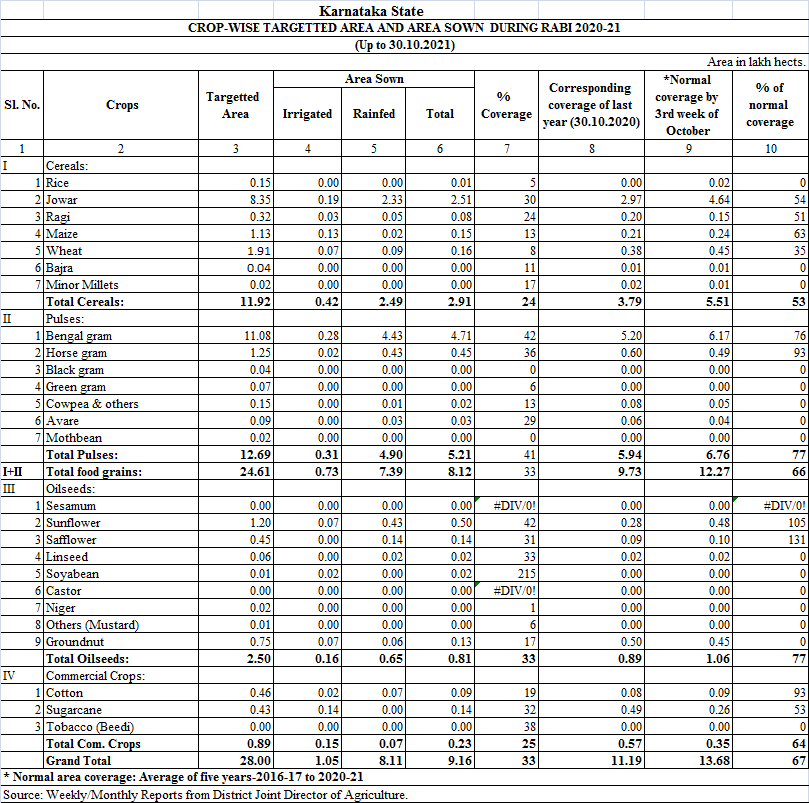 Karnataka State
CROP-WISE TARGETTED AREA AND AREA SOWN DURING RABI 2020-21
(Up to 30.10.2021)
Area in lakh hects.
Sl. No. Crops Targetted Area Area Sown Irrigated Rainfed Total % Coverage Corresponding coverage of last year (30.10.2020) *Normal coverage by 3rd week of October % of normal coverage
1 2 3 4 5 6 7 8 9 10
I Cereals:
1 Rice 0.15 0.00 0.00 0.01 5 0.00 0.02 0
2 Jowar 8.35 0.19 2.33 2.51 30 2.97 4.64 54
3 Ragi 0.32 0.03 0.05 0.08 24 0.20 0.15 51
4 Maize 1.13 0.13 0.02 0.15 13 0.21 0.24 63
5 Wheat 1.91 0.07 0.09 0.16 8 0.38 0.45 35
6 Bajra 0.04 0.00 0.00 0.00 11 0.01 0.01 0
7 Minor Millets 0.02 0.00 0.00 0.00 17 0.02 0.01 0
Total Cereals: 11.92 0.42 2.49 2.91 24 3.79 5.51 53
II Pulses:
1 Bengal gram 11.08 0.28 4.43 4.71 42 5.20 6.17 76
2 Horse gram 1.25 0.02 0.43 0.45 36 0.60 0.49 93
3 Black gram 0.04 0.00 0.00 0.00 0 0.00 0.00 0
4 Green gram 0.07 0.00 0.00 0.00 6 0.00 0.00 0
5 Cowpea & others 0.15 0.00 0.01 0.02 13 0.08 0.05 0
6 Avare 0.09 0.00 0.03 0.03 29 0.06 0.04 0
7 Mothbean 0.02 0.00 0.00 0.00 0 0.00 0.00 0
Total Pulses: 12.69 0.31 4.90 5.21 41 5.94 6.76 77
I+II Total food grains: 24.61 0.73 7.39 8.12 33 9.73 12.27 66
III Oilseeds:
1 Sesamum 0.00 0.00 0.00 0.00 #DIV/0! 0.00 0.00 #DIV/0!
2 Sunflower 1.20 0.07 0.43 0.50 42 0.28 0.48 105
3 Safflower 0.45 0.00 0.14 0.14 31 0.09 0.10 131
4 Linseed 0.06 0.00 0.02 0.02 33 0.02 0.02 0
5 Soyabean 0.01 0.02 0.00 0.02 215 0.00 0.00 0
6 Castor 0.00 0.00 0.00 0.00 #DIV/0! 0.00 0.00 0
7 Niger 0.02 0.00 0.00 0.00 1 0.00 0.00 0
8 Others (Mustard) 0.01 0.00 0.00 0.00 6 0.00 0.00 0
9 Groundnut 0.75 0.07 0.06 0.13 17 0.50 0.45 0
Total Oilseeds: 2.50 0.16 0.65 0.81 33 0.89 1.06 77
IV Commercial Crops:
1 Cotton 0.46 0.02 0.07 0.09 19 0.08 0.09 93
2 Sugarcane 0.43 0.14 0.00 0.14 32 0.49 0.26 53
3 Tobacco (Beedi) 0.00 0.00 0.00 0.00 38 0.00 0.00 0
Total Com. Crops 0.89 0.15 0.07 0.23 25 0.57 0.35 64
Grand Total 28.00 1.05 8.11 9.16 33 11.19 13.68 67
* Normal area coverage: Average of five years-2016-17 to 2020-21
Source: Weekly/Monthly Reports from District Joint Director of Agriculture.